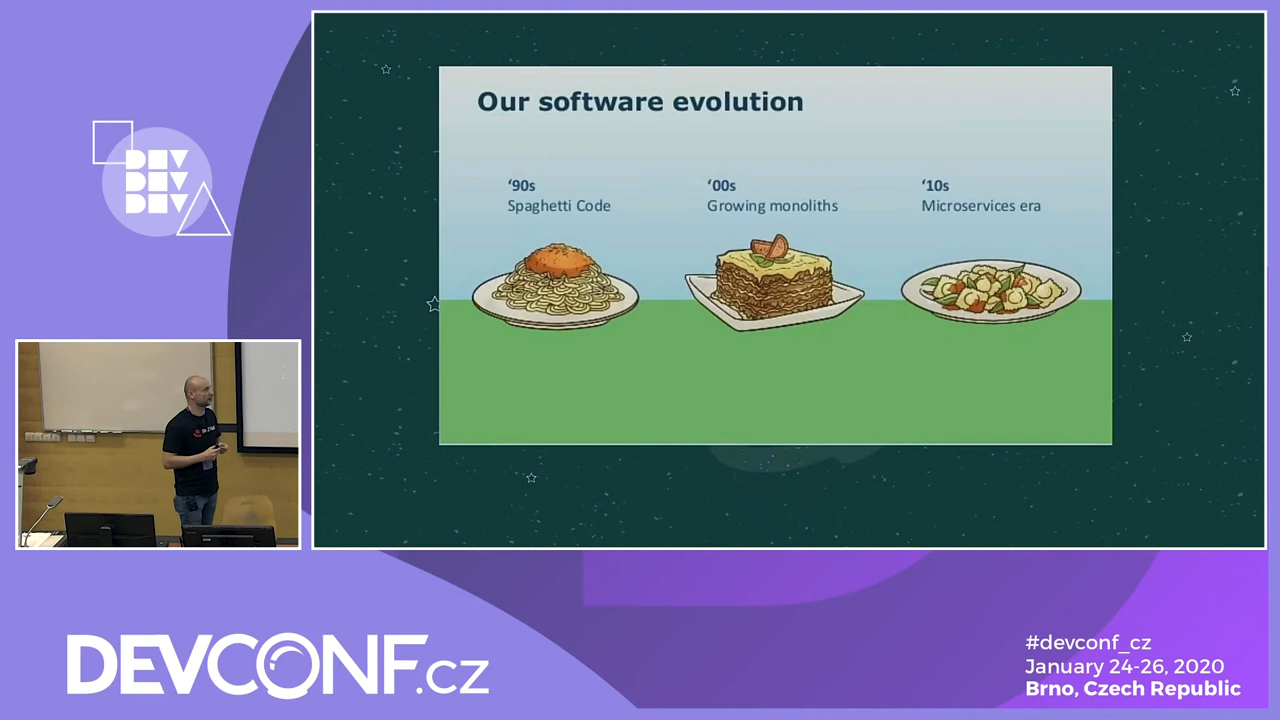 DEV
DEV
DEV
Our software evolution
‘90s
Spaghetti Code
‘00s
Growing monoliths
‘10s
Microservices era
DEVCONF.cz
#devconf_cz
January 24-26, 2020
Brno, Czech Republic